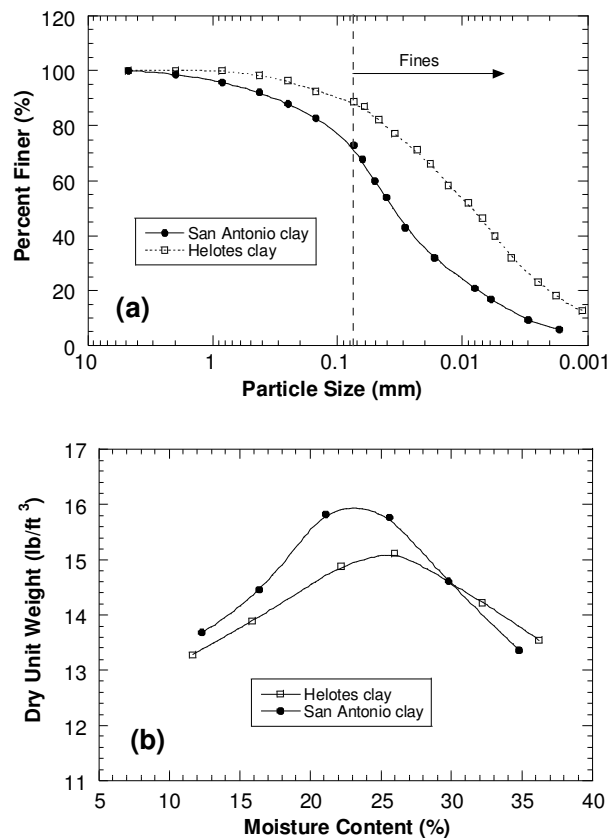 120
100
80
60
40
20
0
Percent Finer (%)
Fines
San Antonio clay
Helotes clay
(a)
10
1
0.1
0.01
0.001
Particle Size (mm)
17
16
15
14
13
12
11
Dry Unit Weight (lb/ft³)
Helotes clay
San Antonio clay
(b)
5
10
15
20
25
30
35
40
Moisture Content (%)